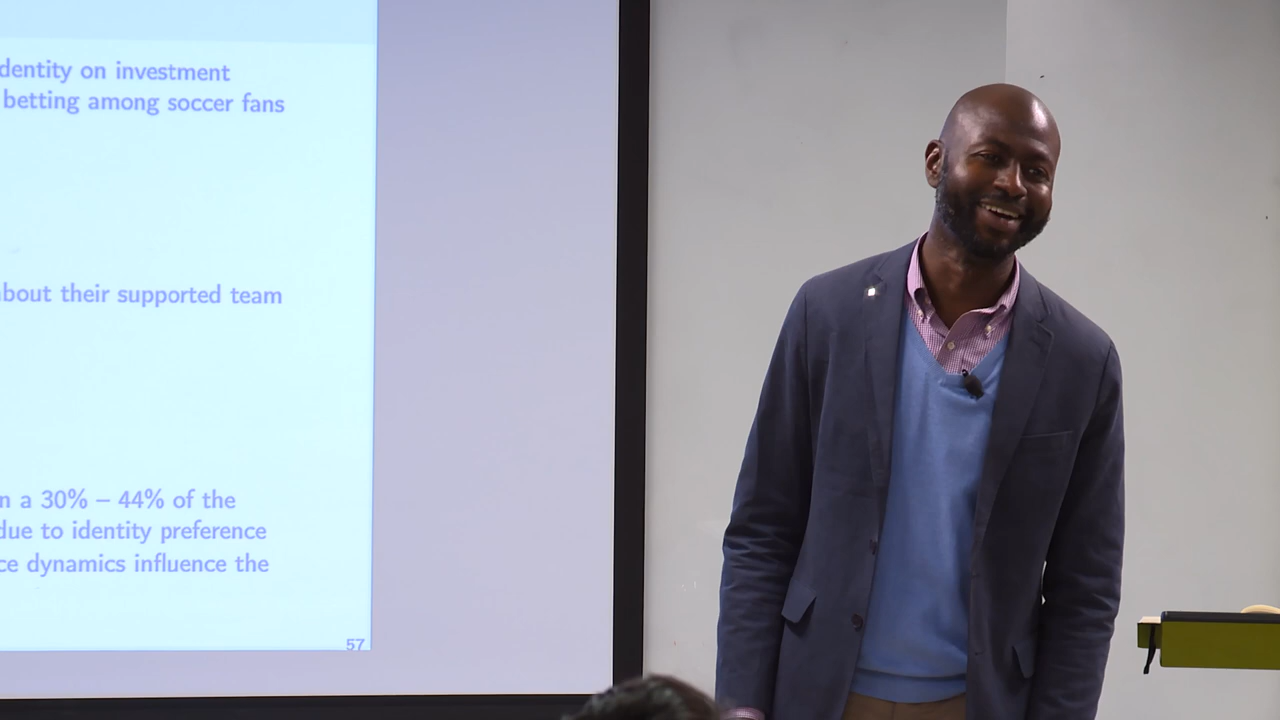 dentity on investment
betting among soccer fans
about their supported team
n a 30% – 44% of the
due to identity preference
ce dynamics influence the
57